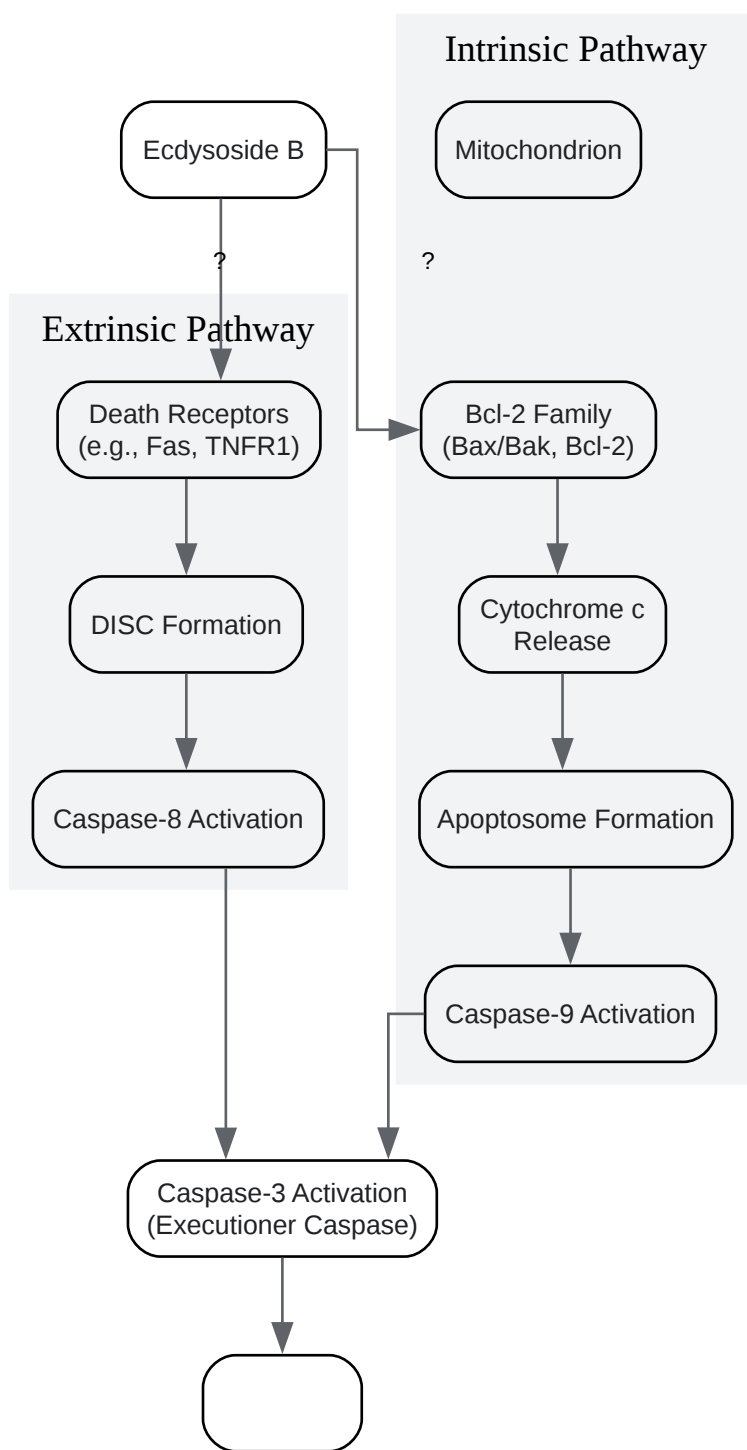 Intrinsic Pathway
Ecdysoside B
Mitochondrion
?
?
Extrinsic Pathway
Death Receptors
(e.g., Fas, TNFR1)
Bcl-2 Family
(Bax/Bak, Bcl-2)
DISC Formation
Cytochrome c
Release
Caspase-8 Activation
Apoptosome Formation
Caspase-9 Activation
Caspase-3 Activation
(Executioner Caspase)